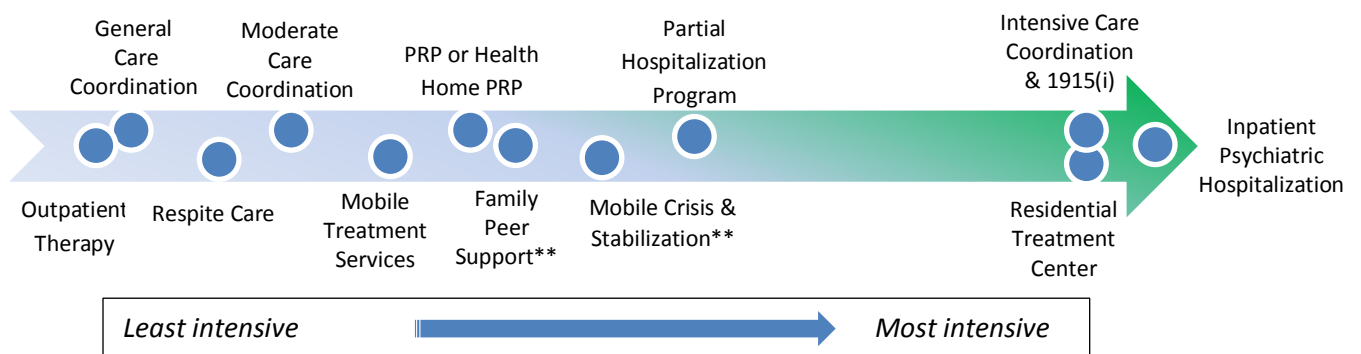 General
Care
Coordination
Moderate
Care
Coordination
PRP or Health
Home PRP
Partial
Hospitalization
Program
Intensive Care
Coordination
& 1915(i)
Inpatient
Psychiatric
Hospitalization
Outpatient
Therapy
Respite Care
Mobile
Treatment
Services
Family
Peer
Support**
Mobile Crisis &
Stabilization**
Residential
Treatment
Center
Least intensive
Most intensive